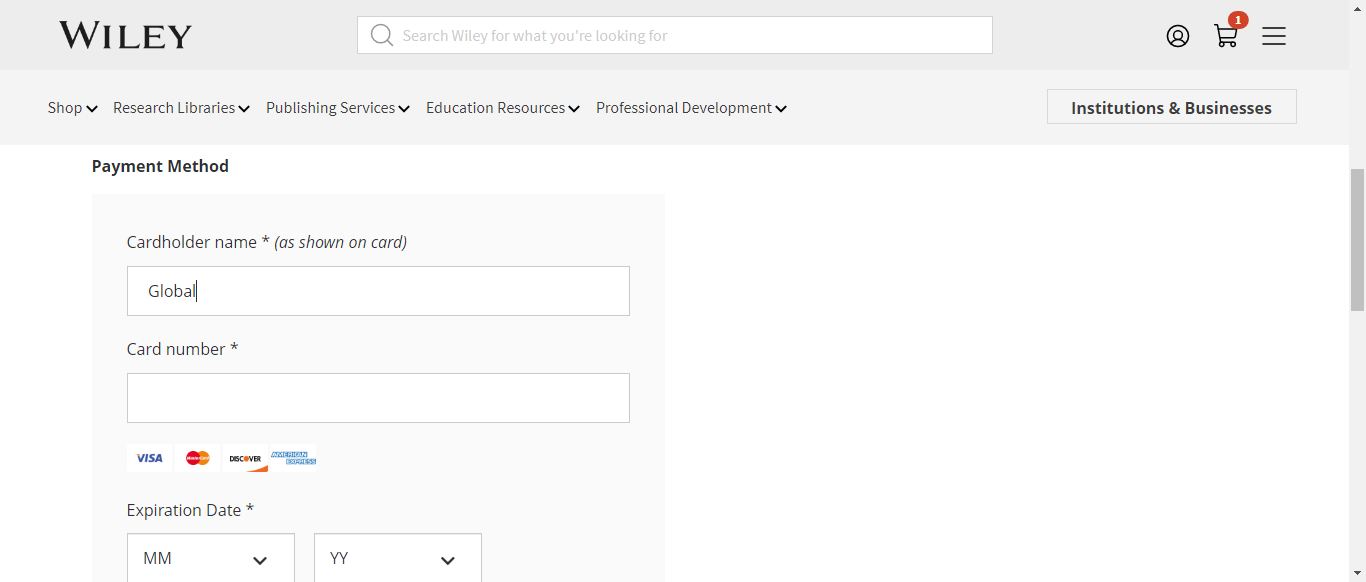 WILEY
Search Wiley for what you're looking for
1
Shop Research Libraries Publishing Services Education Resources Professional Development
Institutions & Businesses
Payment Method
Cardholder name * (as shown on card)
Global
Card number *
VISA MasterCard DISCOVER AMERICAN EXPRESS
Expiration Date *
MM YY